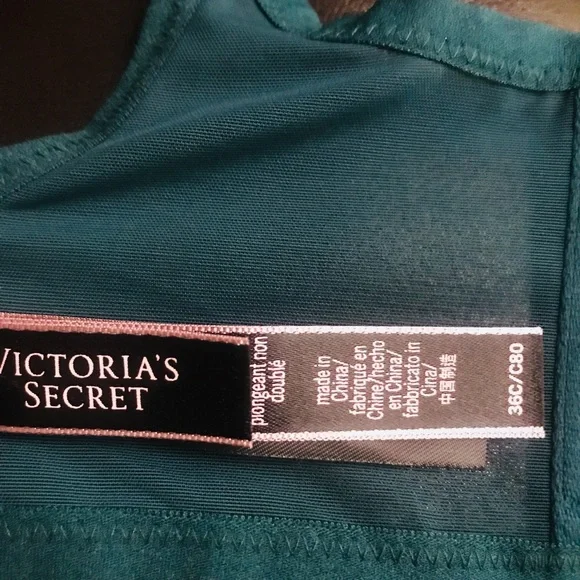 VICTORIA'S
SECRET
plongeant non
doublé
made in
China/
fabriqué en
Chine/hecho
en China/
fabbricato in
Cina/
中国制造
36C/C80